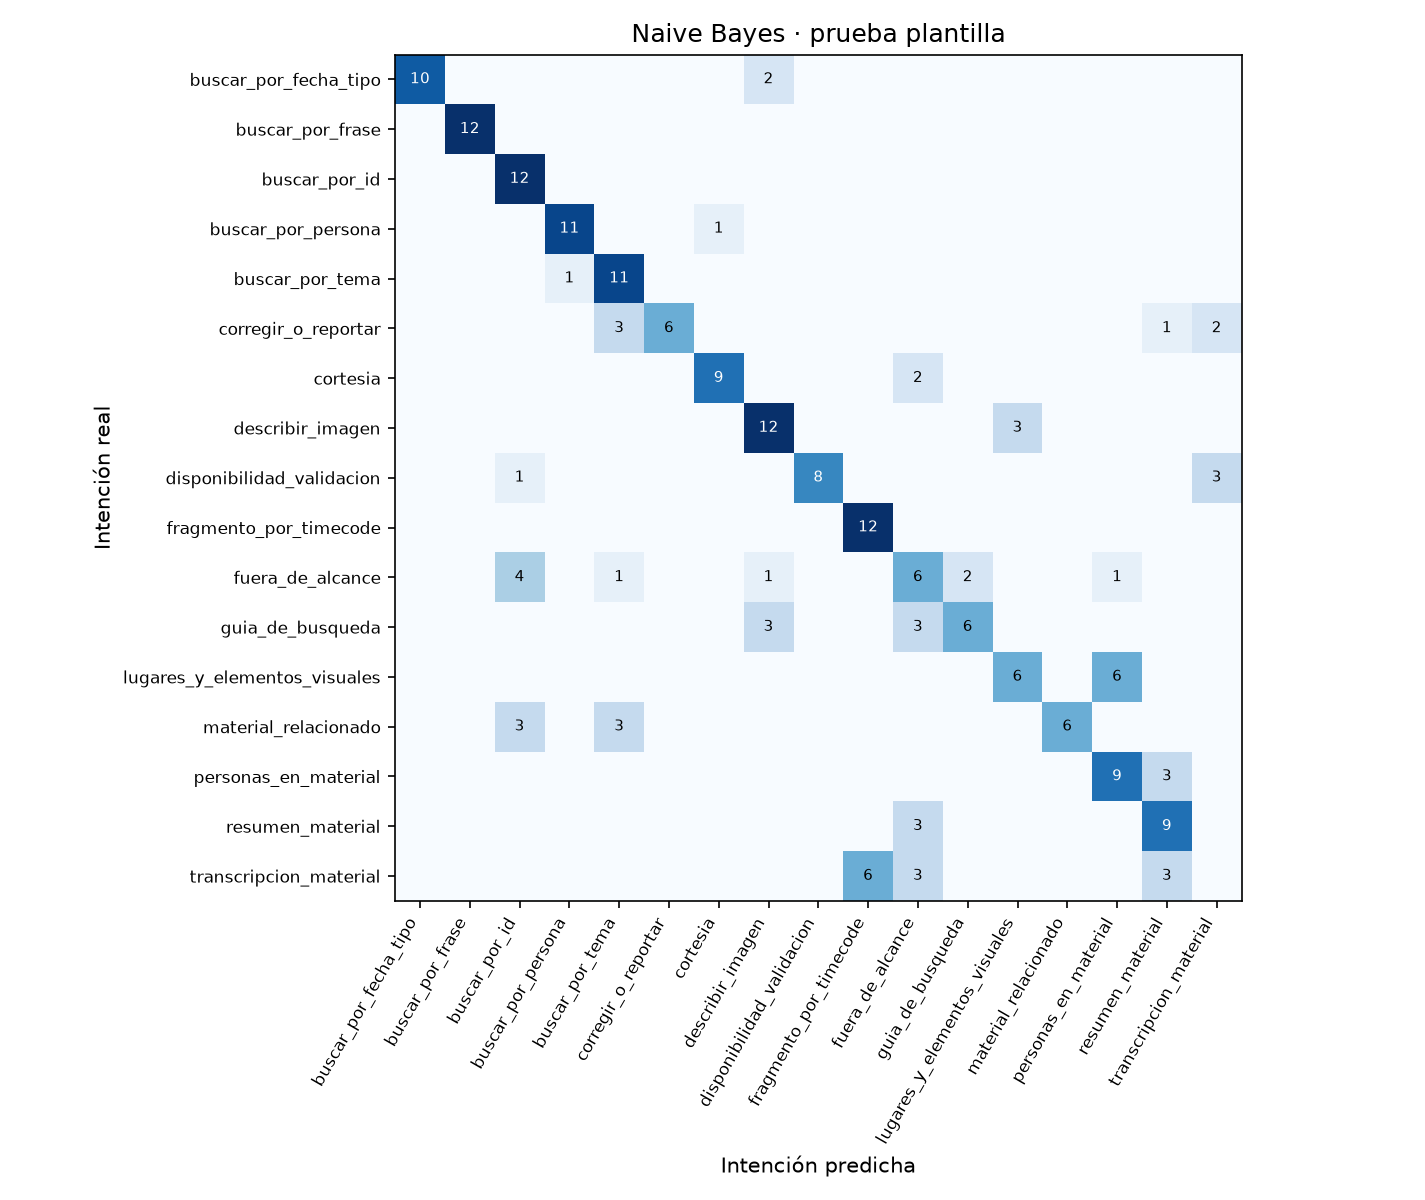 Naive Bayes · prueba plantilla
Intención real
buscar_por_fecha_tipo 10 2
buscar_por_frase 12
buscar_por_id 12
buscar_por_persona 11 1
buscar_por_tema 1 11
corregir_o_reportar 3 6 1 2
cortesia 9 2
describir_imagen 12 3
disponibilidad_validacion 1 8 3
fragmento_por_timecode 12
fuera_de_alcance 4 1 1 6 2 1
guia_de_busqueda 3 3 6
lugares_y_elementos_visuales 6 6
material_relacionado 3 3 6
personas_en_material 9 3
resumen_material 3 9
transcripcion_material 6 3 3
buscar_por_fecha_tipo
buscar_por_frase
buscar_por_id
buscar_por_persona
buscar_por_tema
corregir_o_reportar
cortesia
describir_imagen
disponibilidad_validacion
fragmento_por_timecode
fuera_de_alcance
guia_de_busqueda
lugares_y_elementos_visuales
material_relacionado
personas_en_material
resumen_material
transcripcion_material
Intención predicha